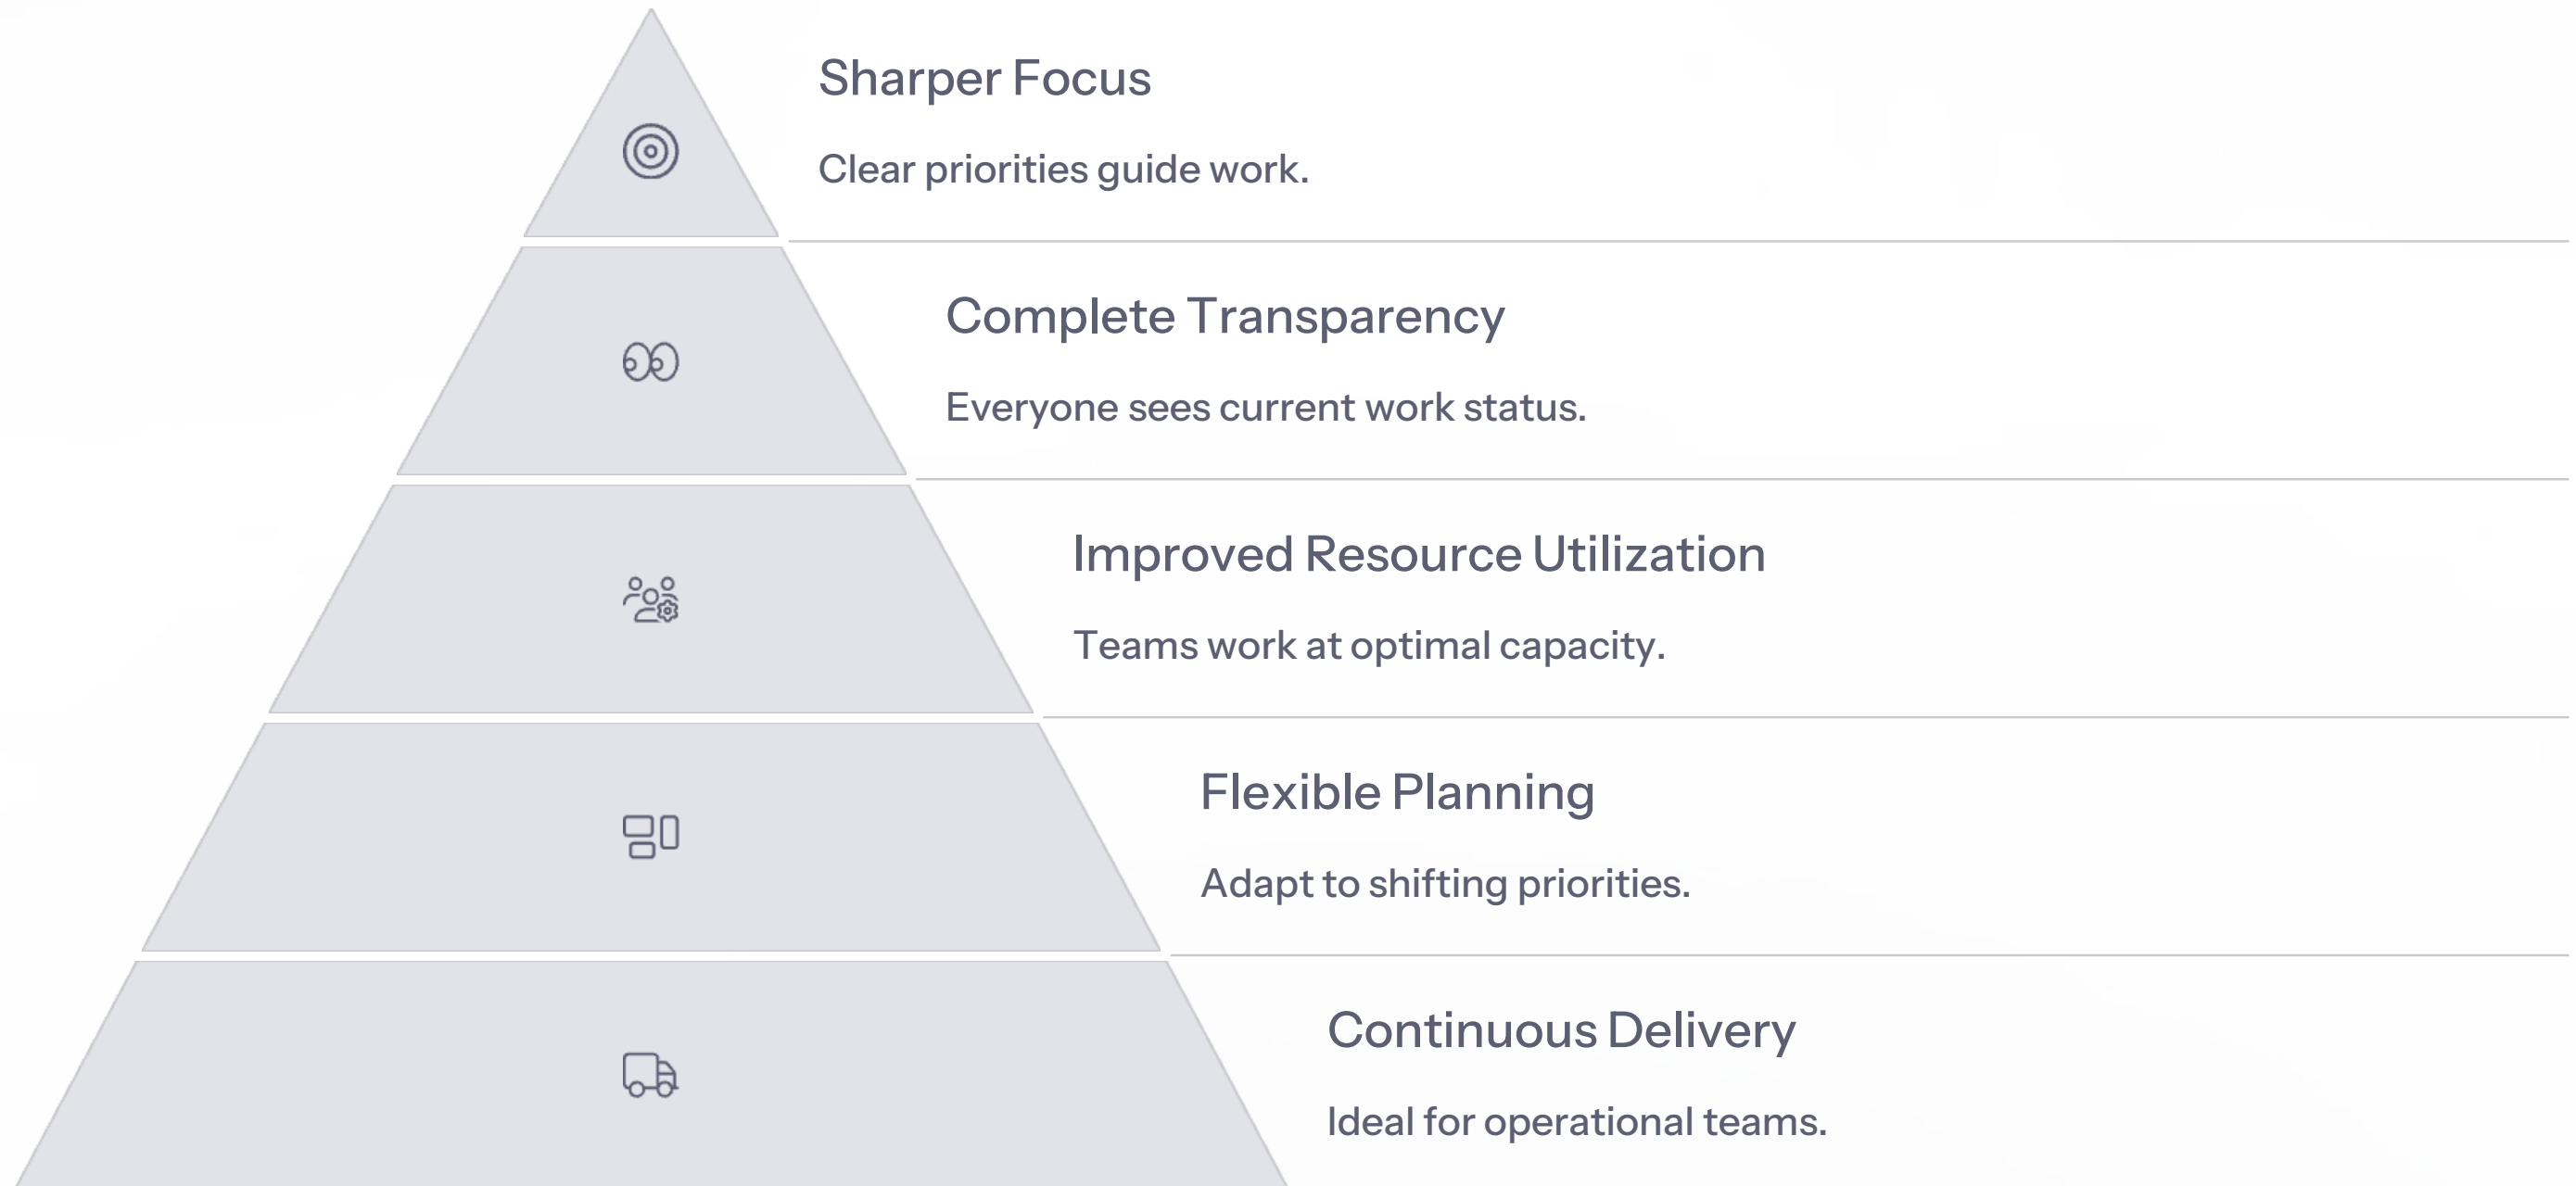 Sharper Focus
Clear priorities guide work.
Complete Transparency
Everyone sees current work status.
Improved Resource Utilization
Teams work at optimal capacity.
Flexible Planning
Adapt to shifting priorities.
Continuous Delivery
Ideal for operational teams.